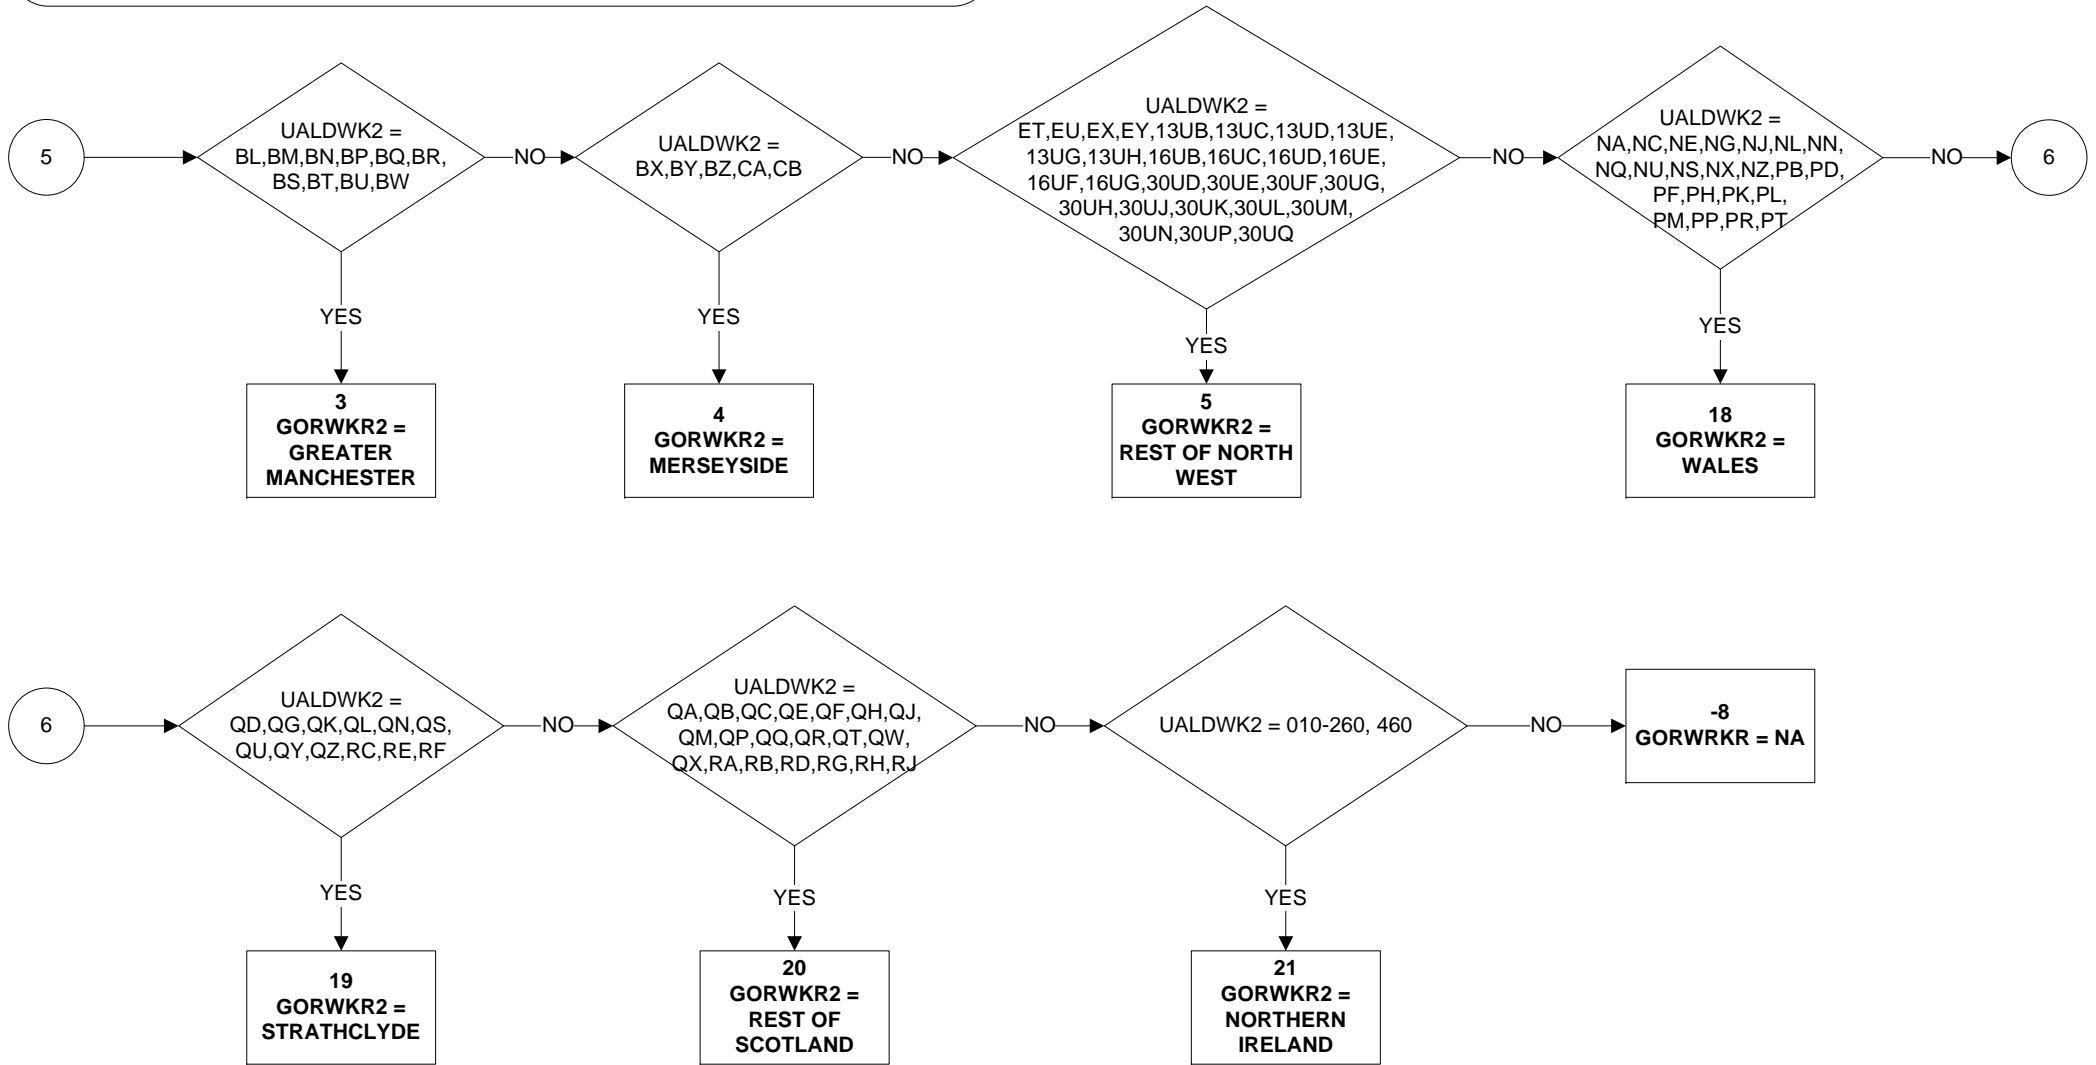 5
UALDWK2 =
BL,BM,BN,BP,BQ,BR,
BS,BT,BU,BW
NO
UALDWK2 =
BX,BY,BZ,CA,CB
NO
UALDWK2 =
ET,EU,EX,EY,13UB,13UC,13UD,13UE,
13UG,13UH,16UB,16UC,16UD,16UE,
16UF,16UG,30UD,30UE,30UF,30UG,
30UH,30UJ,30UK,30UL,30UM,
30UN,30UP,30UQ
NO
UALDWK2 =
NA,NC,NE,NG,NJ,NL,NN,
NQ,NU,NS,NX,NZ,PB,PD,
PF,PH,PK,PL,
PM,PP,PR,PT
NO
6
YES
YES
YES
YES
3
GORWKR2 =
GREATER
MANCHESTER
4
GORWKR2 =
MERSEYSIDE
5
GORWKR2 =
REST OF NORTH
WEST
18
GORWKR2 =
WALES
6
UALDWK2 =
QD,QG,QK,QL,QN,QS,
QU,QY,QZ,RC,RE,RF
NO
UALDWK2 =
QA,QB,QC,QE,QF,QH,QJ,
QM,QP,QQ,QR,QT,QW,
QX,RA,RB,RD,RG,RH,RJ
NO
UALDWK2 = 010-260, 460
NO
-8
GORWRKR = NA
YES
YES
YES
19
GORWKR2 =
STRATHCLYDE
20
GORWKR2 =
REST OF
SCOTLAND
21
GORWKR2 =
NORTHERN
IRELAND